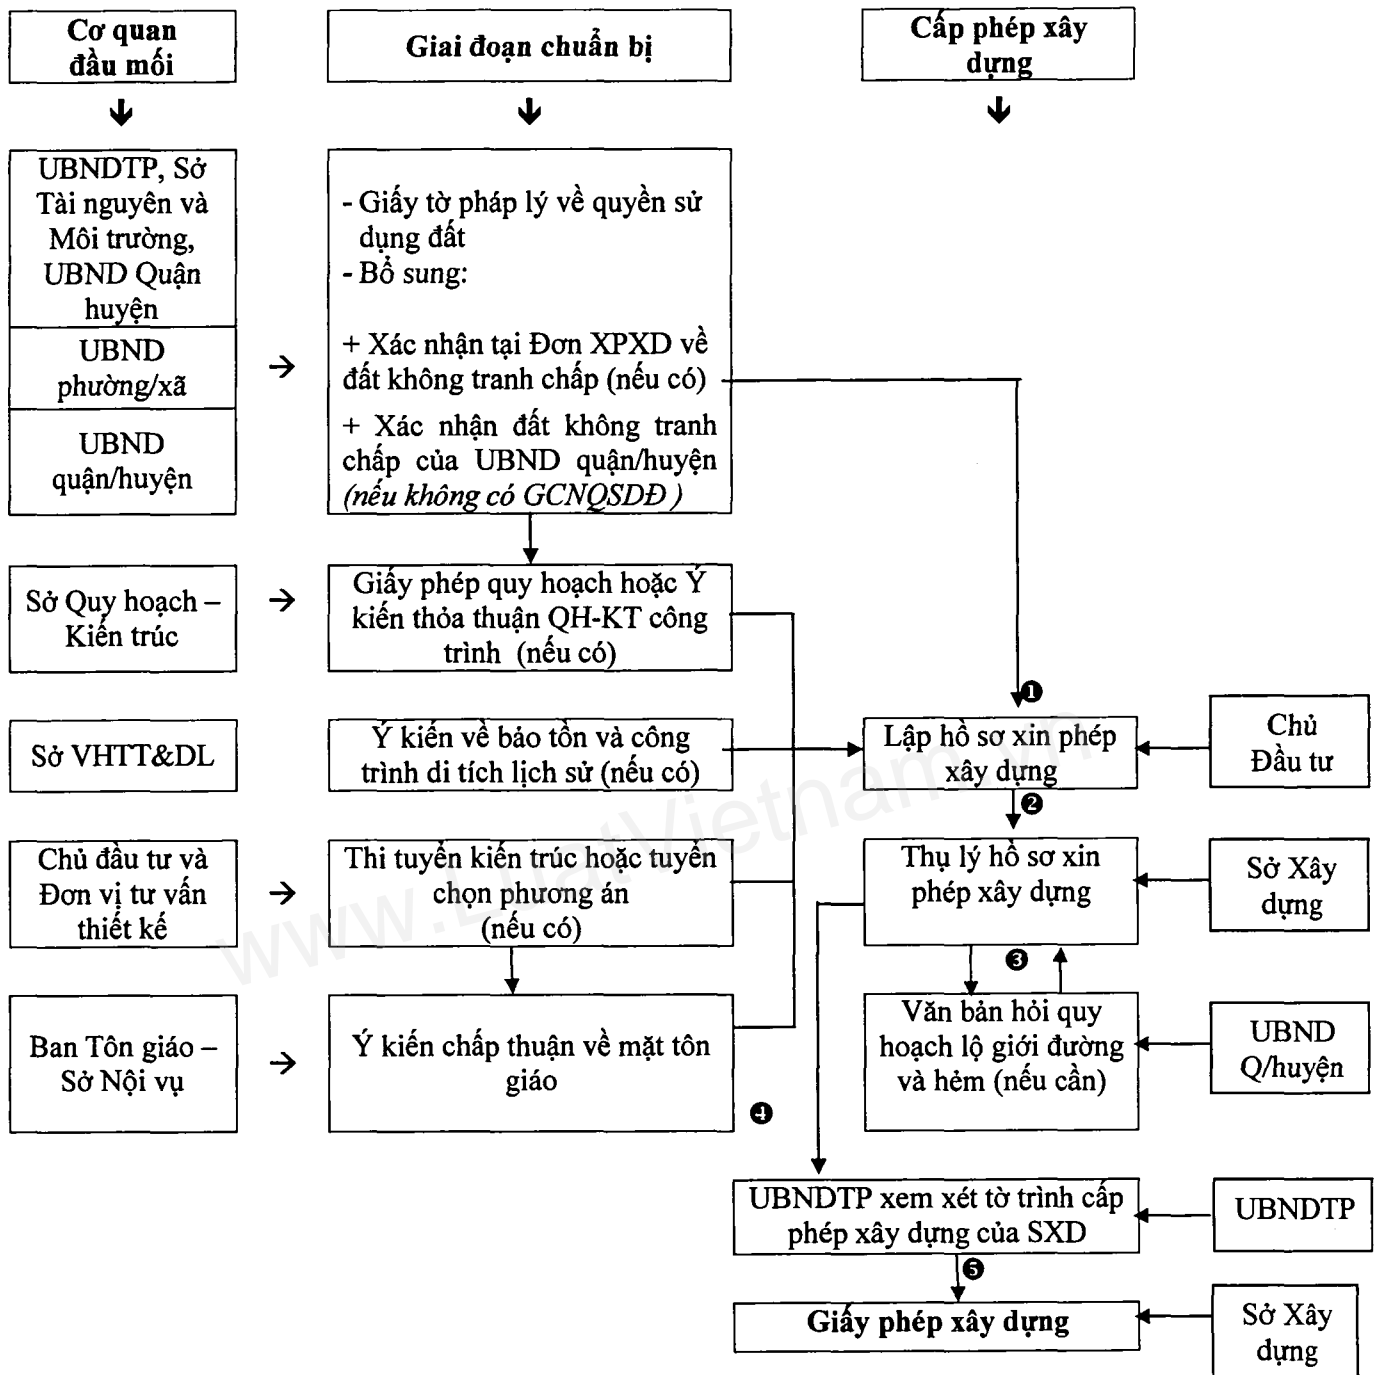 Cơ quan
đầu mối
Giai đoạn chuẩn bị
Cấp phép xây
dựng
UBNDTP, Sở
Tài nguyên và
Môi trường,
UBND Quận
huyện
UBND
phường/xã
UBND
quận/huyện
- Giấy tờ pháp lý về quyền sử
dụng đất
- Bổ sung:
+ Xác nhận tại Đơn XPXD về
đất không tranh chấp (nếu có)
+ Xác nhận đất không tranh
chấp của UBND quận/huyện
(nếu không có GCNQSDĐ)
Sở Quy hoạch –
Kiến trúc
Giấy phép quy hoạch hoặc Ý
kiến thỏa thuận QH-KT công
trình (nếu có)
Sở VHTT&DL
Ý kiến về bảo tồn và công
trình di tích lịch sử (nếu có)
❶
Lập hồ sơ xin phép
xây dựng
Chủ
Đầu tư
❷
Chủ đầu tư và
Đơn vị tư vấn
thiết kế
Thi tuyển kiến trúc hoặc tuyển
chọn phương án
(nếu có)
Thụ lý hồ sơ xin
phép xây dựng
Sở Xây
dựng
❸
Ban Tôn giáo –
Sở Nội vụ
Ý kiến chấp thuận về mặt tôn
giáo
Văn bản hỏi quy
hoạch lộ giới đường
và hẻm (nếu cần)
UBND
Q/huyện
❹
UBNDTP xem xét tờ trình cấp
phép xây dựng của SXD
UBNDTP
❺
Giấy phép xây dựng
Sở Xây
dựng
www.LuatVietnam.vn